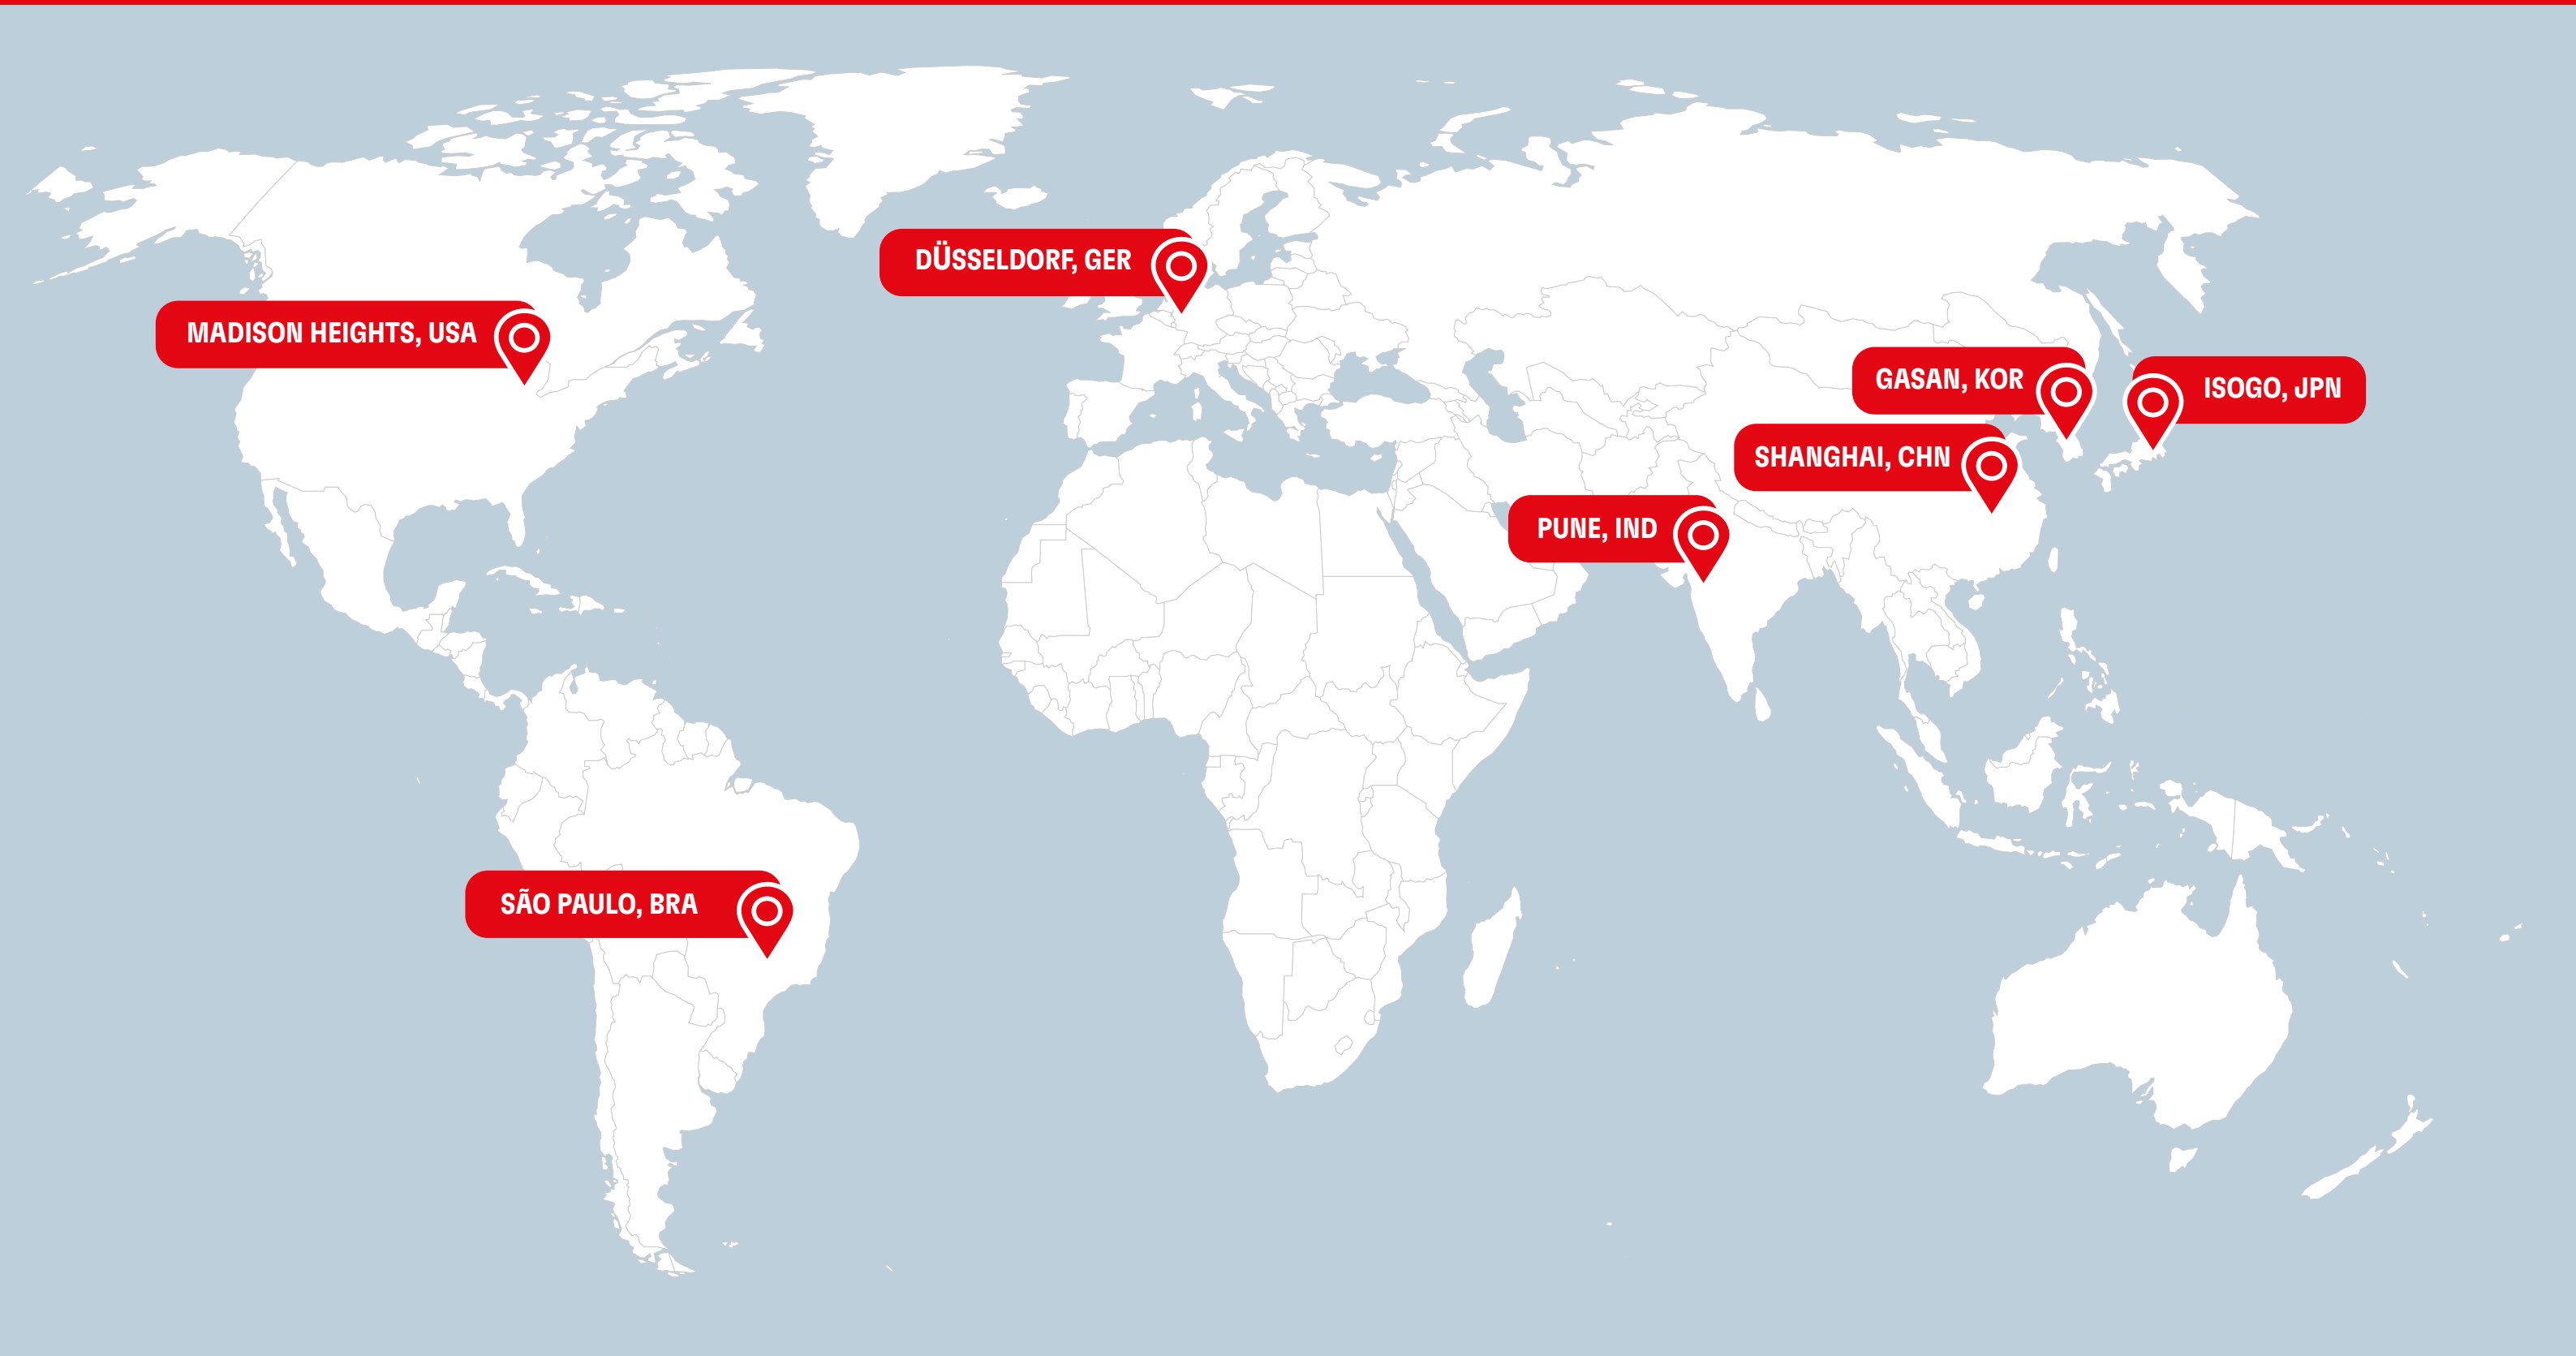 DÜSSELDORF, GER
MADISON HEIGHTS, USA
GASAN, KOR
ISOGO, JPN
SHANGHAI, CHN
PUNE, IND
SÃO PAULO, BRA